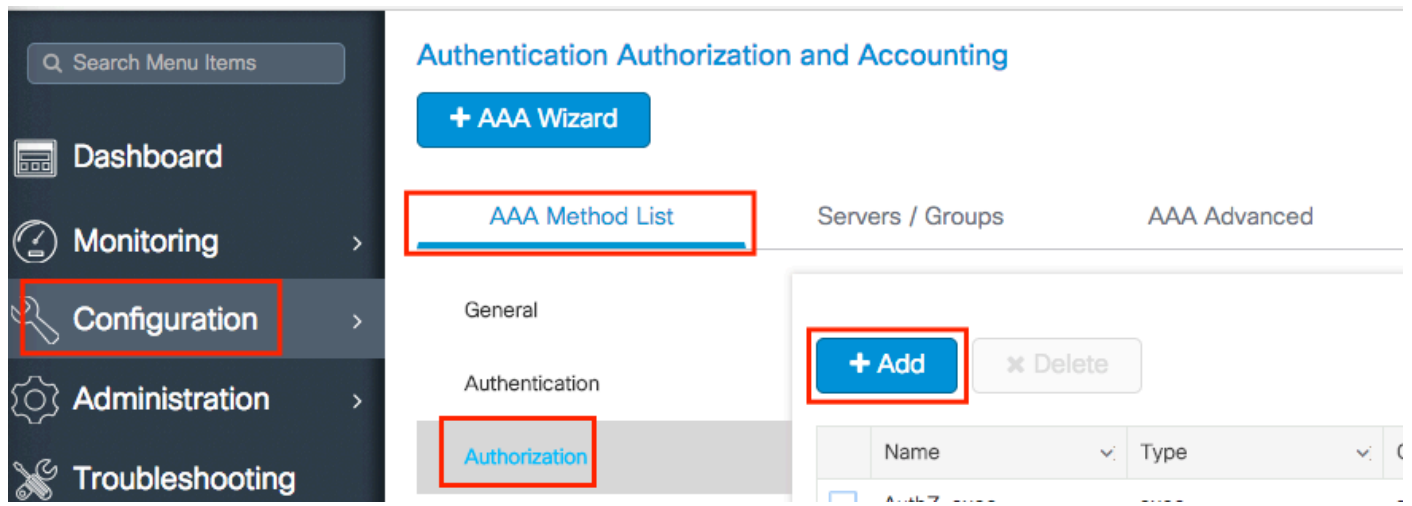 Search Menu Items
Dashboard
Monitoring
Configuration
Administration
Troubleshooting
Authentication Authorization and Accounting
+ AAA Wizard
AAA Method List Servers / Groups AAA Advanced
General
Authentication
Authorization
+ Add × Delete
Name Type